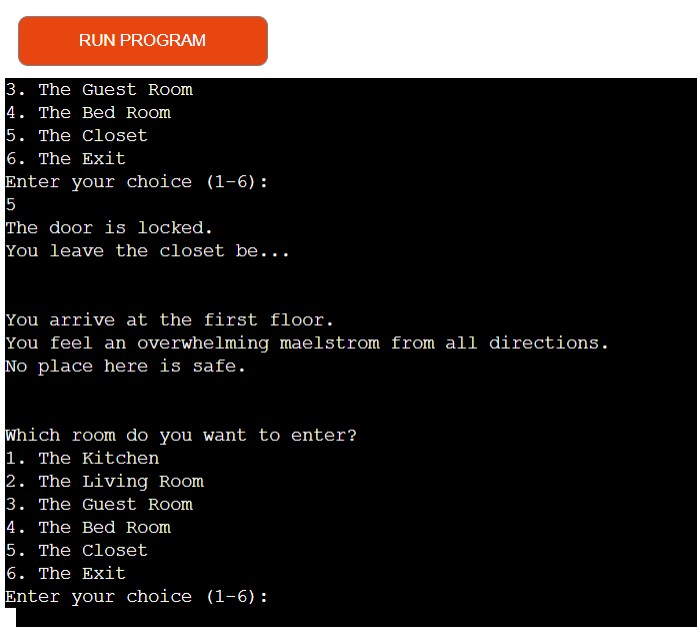 RUN PROGRAM
3. The Guest Room
4. The Bed Room
5. The Closet
6. The Exit
Enter your choice (1-6):
5
The door is locked.
You leave the closet be...
You arrive at the first floor.
You feel an overwhelming maelstrom from all directions.
No place here is safe.
Which room do you want to enter?
1. The Kitchen
2. The Living Room
3. The Guest Room
4. The Bed Room
5. The Closet
6. The Exit
Enter your choice (1-6):